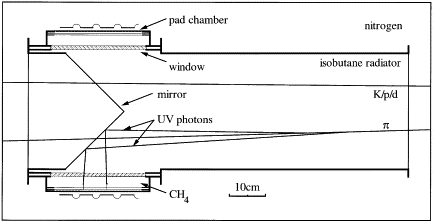 pad chamber
nitrogen
window
isobutane radiator
mirror
K/p/d
UV photons
π
CH4
10cm